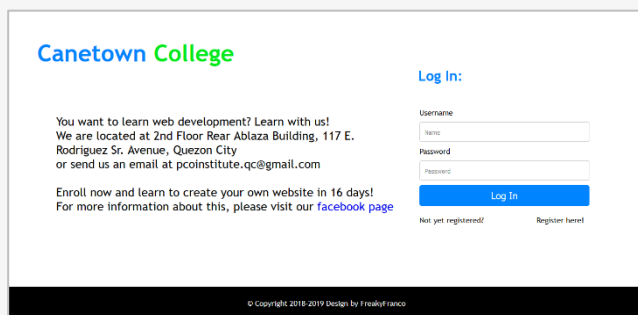 Canetown College
You want to learn web development? Learn with us!
We are located at 2nd Floor Rear Ablaza Building, 117 E.
Rodriguez Sr. Avenue, Quezon City
or send us an email at pcoinstitute.qc@gmail.com
Enroll now and learn to create your own website in 16 days!
For more information about this, please visit our facebook page
Log In:
Username
Name
Password
Password
Log In
Not yet registered? Register here!
© Copyright 2018-2019 Design by FreakyFranco